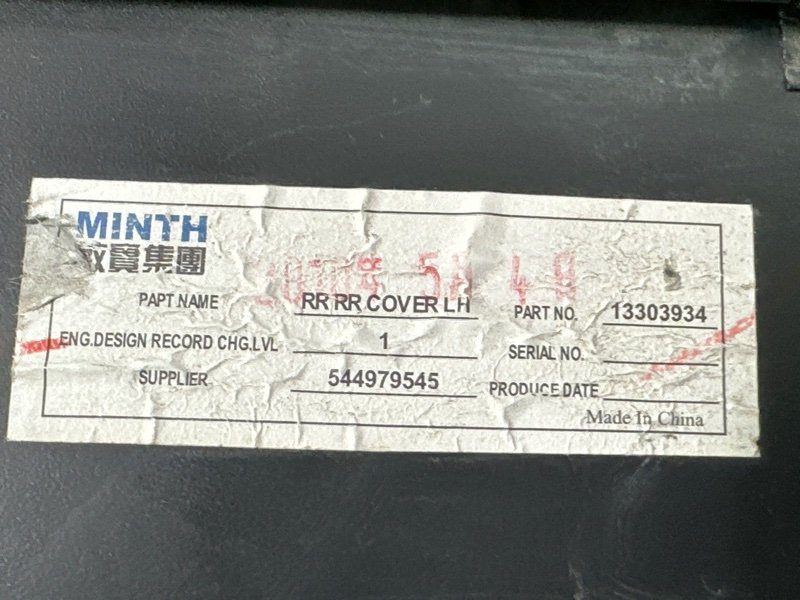 MINTH
敏實集團
PAPT NAME RR RR COVER LH PART NO. 13303934
ENG.DESIGN RECORD CHG.LVL 1 SERIAL NO.
SUPPLIER 544979545 PRODUCE DATE
Made In China